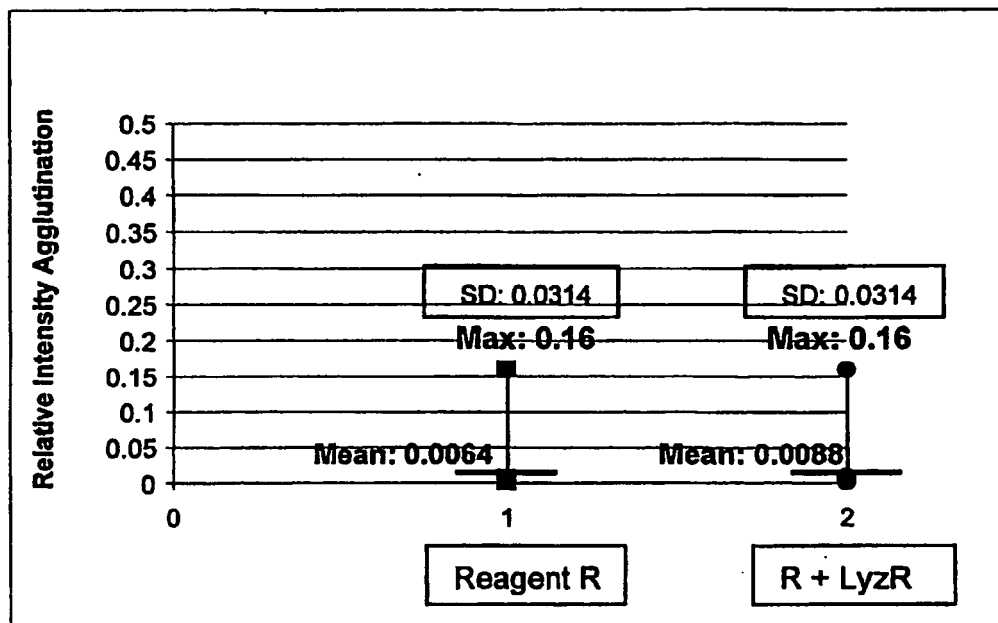 Relative Intensity Agglutination
0.5
0.45
0.4
0.35
0.3
0.25
0.2
0.15
0.1
0.05
0
SD: 0.0314
SD: 0.0314
Max: 0.16
Max: 0.16
Mean: 0.0064
Mean: 0.0088
0
1
2
Reagent R
R + LyzR